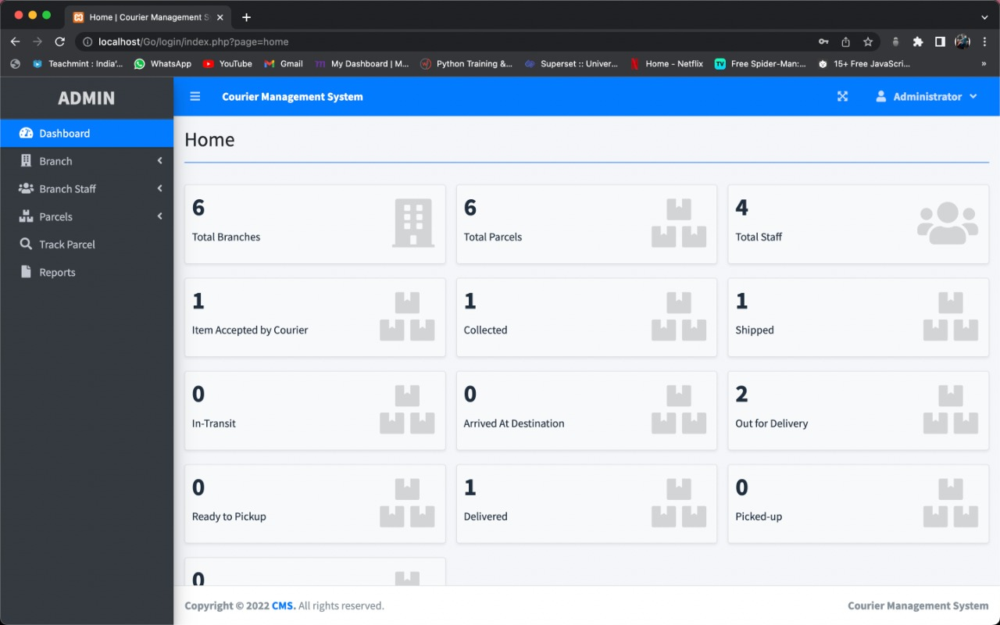 Home | Courier Management S
localhost/Go/login/index.php?page=home
Teachmint : India'... WhatsApp YouTube Gmail My Dashboard | M... Python Training &... Superset :: Univer... Home - Netflix TV Free Spider-Man:... 15+ Free JavaScri... »
ADMIN
Courier Management System
Administrator
Dashboard
Branch
Branch Staff
Parcels
Track Parcel
Reports
Home
6
Total Branches
6
Total Parcels
4
Total Staff
1
Item Accepted by Courier
1
Collected
1
Shipped
0
In-Transit
0
Arrived At Destination
2
Out for Delivery
0
Ready to Pickup
1
Delivered
0
Picked-up
0
Copyright © 2022 CMS. All rights reserved.
Courier Management System